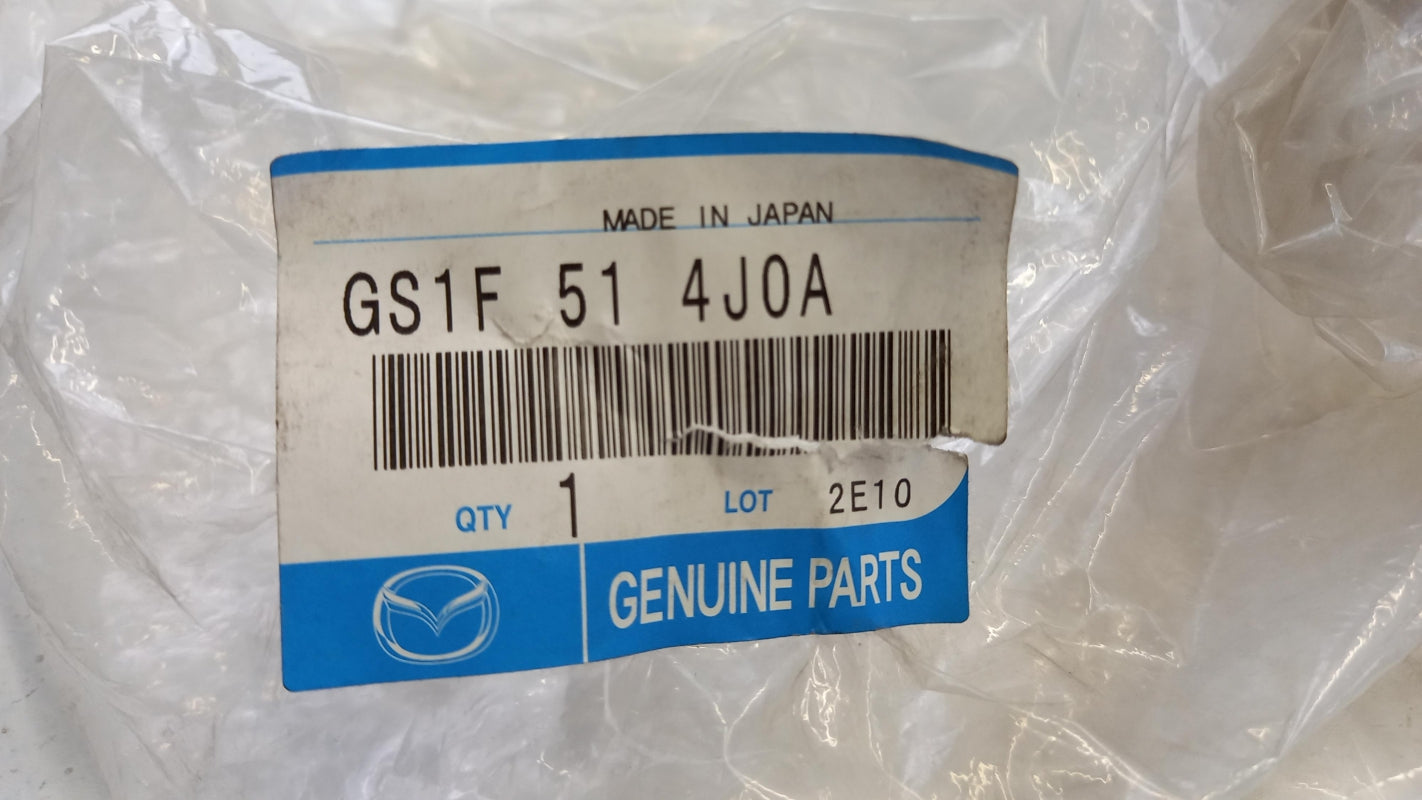 MADE IN JAPAN
GS1F 51 4J0A
QTY 1 LOT 2E10
GENUINE PARTS